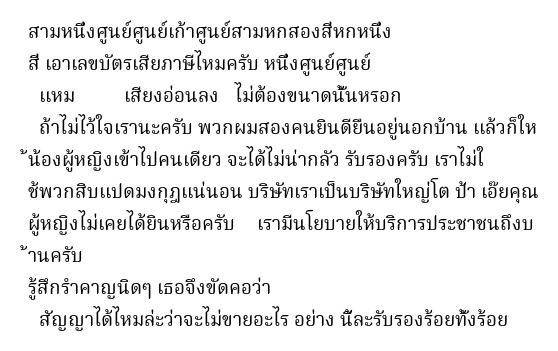 สามหนึ่งศูนย์ศูนย์เก้าศูนย์สามหกสองสี่หกหนึ่ง
สี่ เอาเลขบัตรเสียภาษีไหมครับ หนึ่งศูนย์ศูนย์
แหม เสียงอ่อนลง ไม่ต้องขนาดนั้นหรอก
ถ้าไม่ไว้ใจเรานะครับ พวกผมสองคนยินดียืนอยู่นอกบ้าน แล้วก็ให
้น้องผู้หญิงเข้าไปคนเดียว จะได้ไม่น่ากลัว รับรองครับ เราไม่ใ
ช้พวกสิบแปดมงกุฎแน่นอน บริษัทเราเป็นบริษัทใหญ่โต ป้า เอ๊ยคุณ
ผู้หญิงไม่เคยได้ยินหรือครับ เรามีนโยบายให้บริการประชาชนถึงบ
้านครับ
รู้สึกรำคาญนิดๆ เธอจึงขัดคอว่า
สัญญาได้ไหมล่ะว่าจะไม่ขายอะไร อย่าง นี้ละรับรองร้อยทั้งร้อย